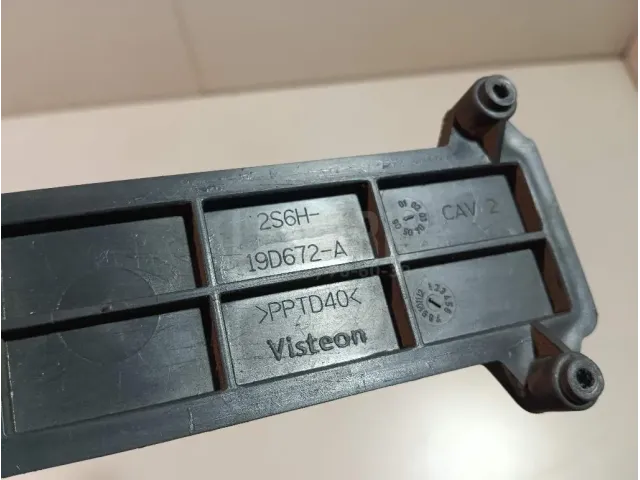 2S6H-
19D672-A
CAV 2
>PPTD40<
Visteon